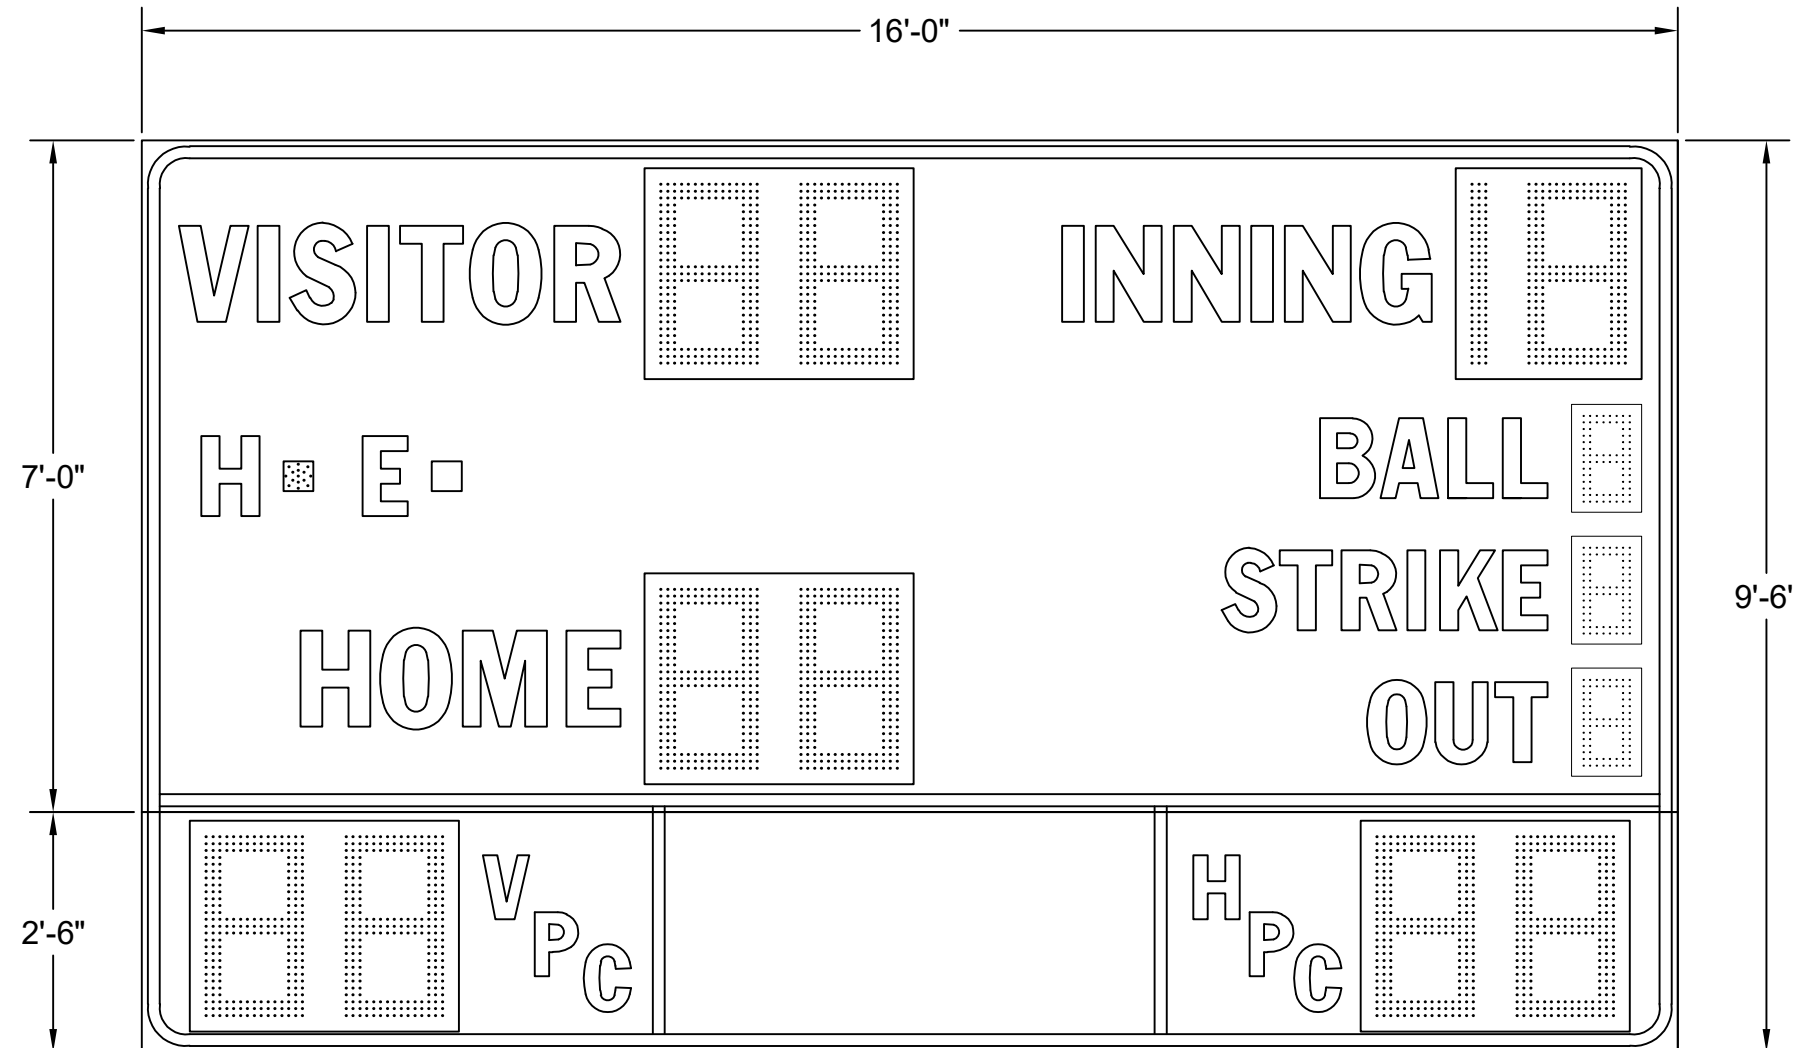 16'-0"
VISITOR INNING
7'-0" H E BALL
STRIKE
9'-6'
HOME
OUT
2'-6" V P C H P C